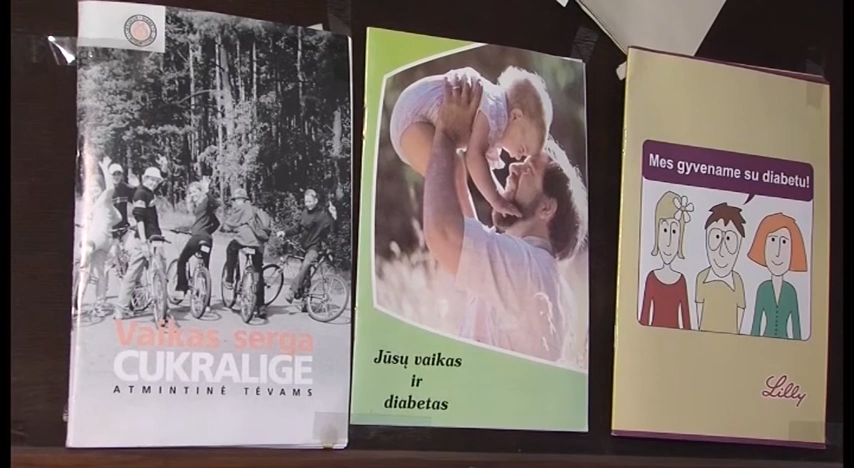 Vaikas serga
CUKRALIGE
ATMINTINĖ TĖVAMS
Jūsų vaikas
ir
diabetas
Mes gyvename su diabetu!
Lilly